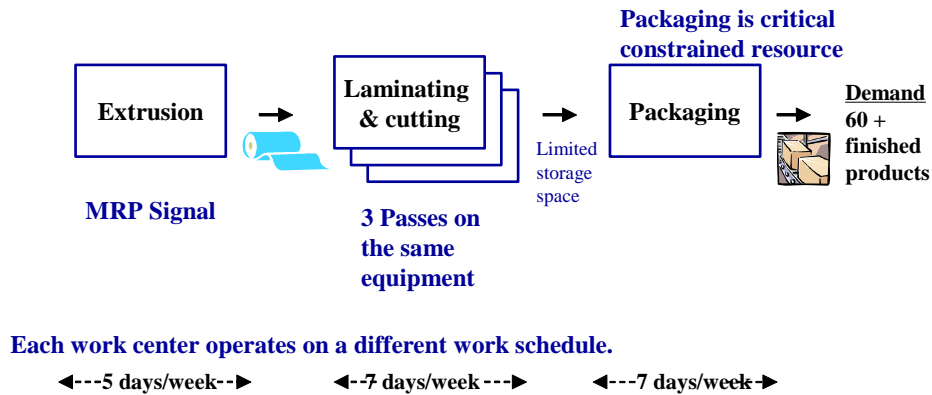 Packaging is critical
constrained resource
Extrusion
Laminating
& cutting
Packaging
Demand
60 +
finished
products
Limited
storage
space
MRP Signal
3 Passes on
the same
equipment
Each work center operates on a different work schedule.
5 days/week
7 days/week
7 days/week